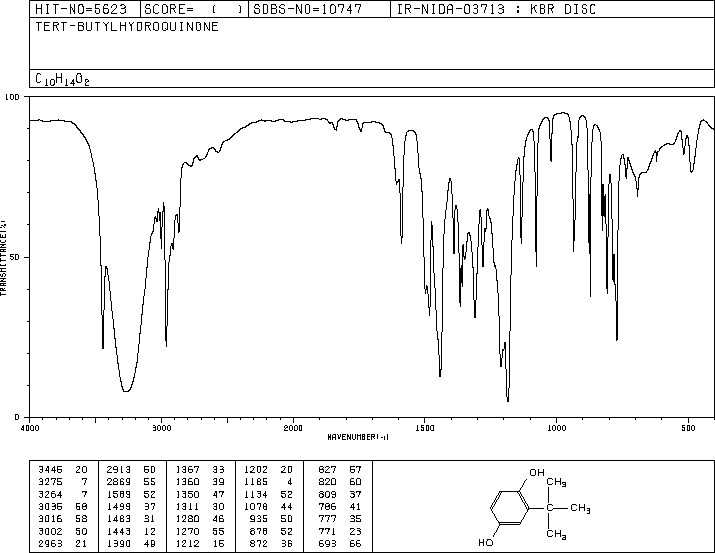 HIT-NO=5623 |SCORE= ( )|SDBS-NO=10747 |IR-NIDA-03713 : KBR DISC
TERT-BUTYLHYDROQUINONE
C10H14O2
100
TRANSMITTANCE(%)
50
0
4000 3000 2000 1500 1000 500
WAVENUMBER(-1)
3446 20 2913 50 1367 33 1202 20 827 57
3275 7 2869 55 1360 39 1185 4 820 60
3264 7 1589 52 1350 47 1134 52 809 37
3035 58 1499 37 1311 30 1078 44 786 41
3016 58 1483 31 1280 46 935 50 777 35
3002 50 1443 12 1270 55 878 52 771 23
2963 21 1390 49 1212 15 872 36 693 66
OH
CH3
C CH3
CH3
HO